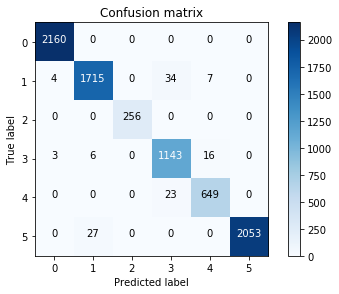 Confusion matrix
0 2160 0 0 0 0 0
1 4 1715 0 34 7 0
2 0 0 256 0 0 0
3 3 6 0 1143 16 0
4 0 0 0 23 649 0
5 0 27 0 0 0 2053
0 1 2 3 4 5
True label
Predicted label
2000
1750
1500
1250
1000
750
500
250
0